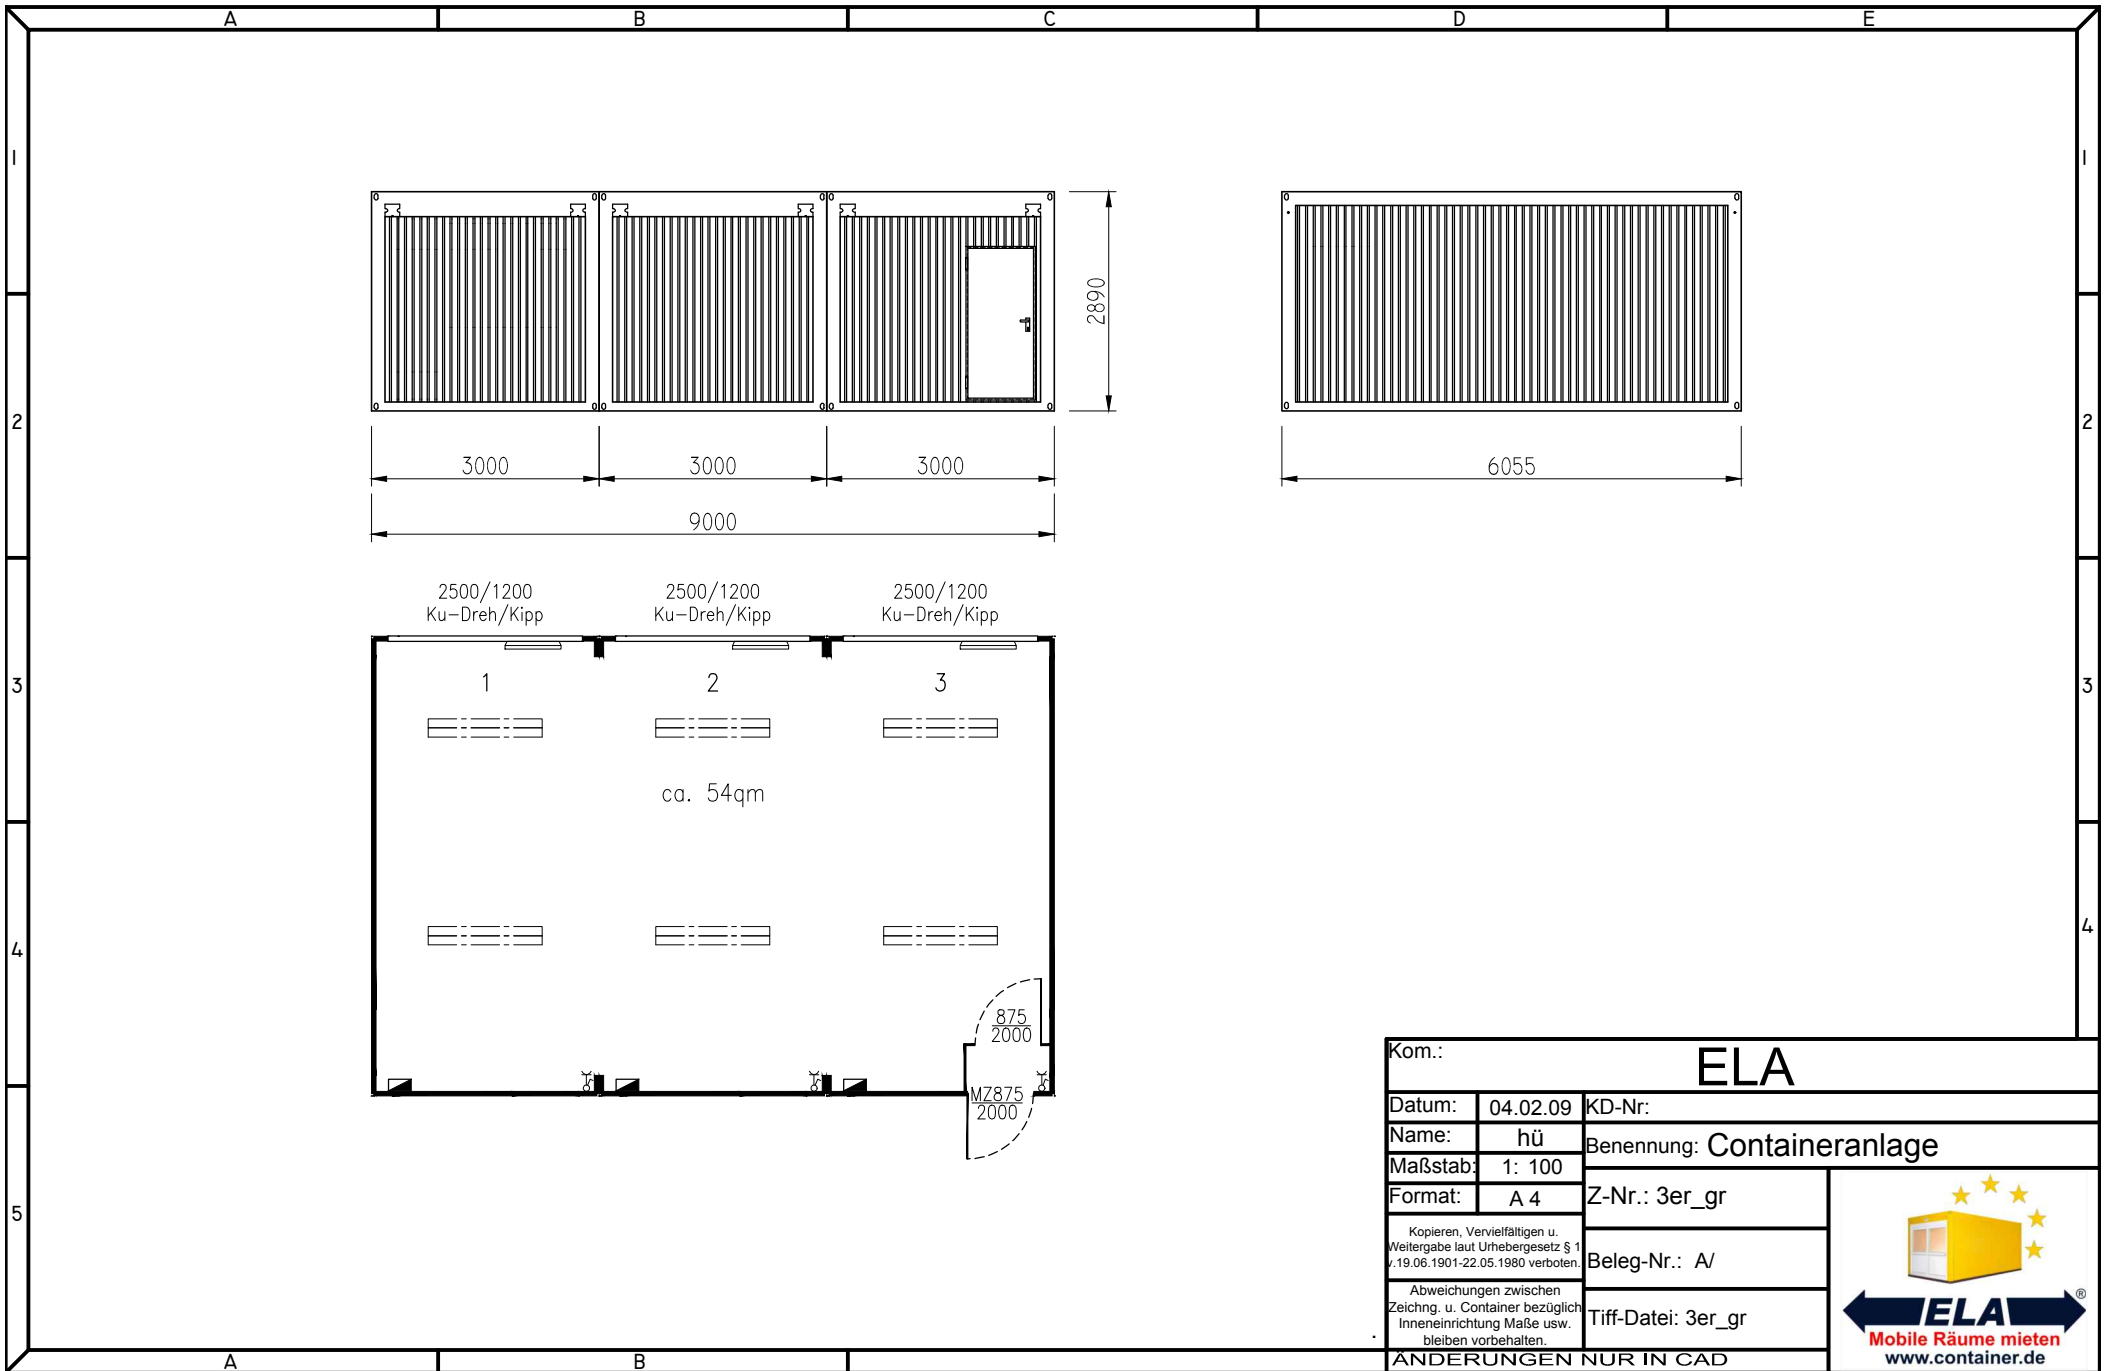 A B C D E
1 1
2 2
3 3
4 4
5
2890
3000 3000 3000
9000
6055
2500/1200 2500/1200 2500/1200
Ku-Dreh/Kipp Ku-Dreh/Kipp Ku-Dreh/Kipp
1 2 3
ca. 54qm
875
2000
MZ875
2000
Kom.: ELA
Datum: 04.02.09 KD-Nr:
Name: hü
Benennung: Containeranlage
Maßstab: 1: 100
Format: A 4
Z-Nr.: 3er_gr
Kopieren, Vervielfältigen u.
Weitergabe laut Urhebergesetz § 1
v.19.06.1901-22.05.1980 verboten.
Beleg-Nr.: A/
Abweichungen zwischen
Zeichng. u. Container bezüglich
Inneneinrichtung Maße usw.
bleiben vorbehalten.
Tiff-Datei: 3er_gr
ÄNDERUNGEN NUR IN CAD
ELA ®
Mobile Räume mieten
www.container.de
A B